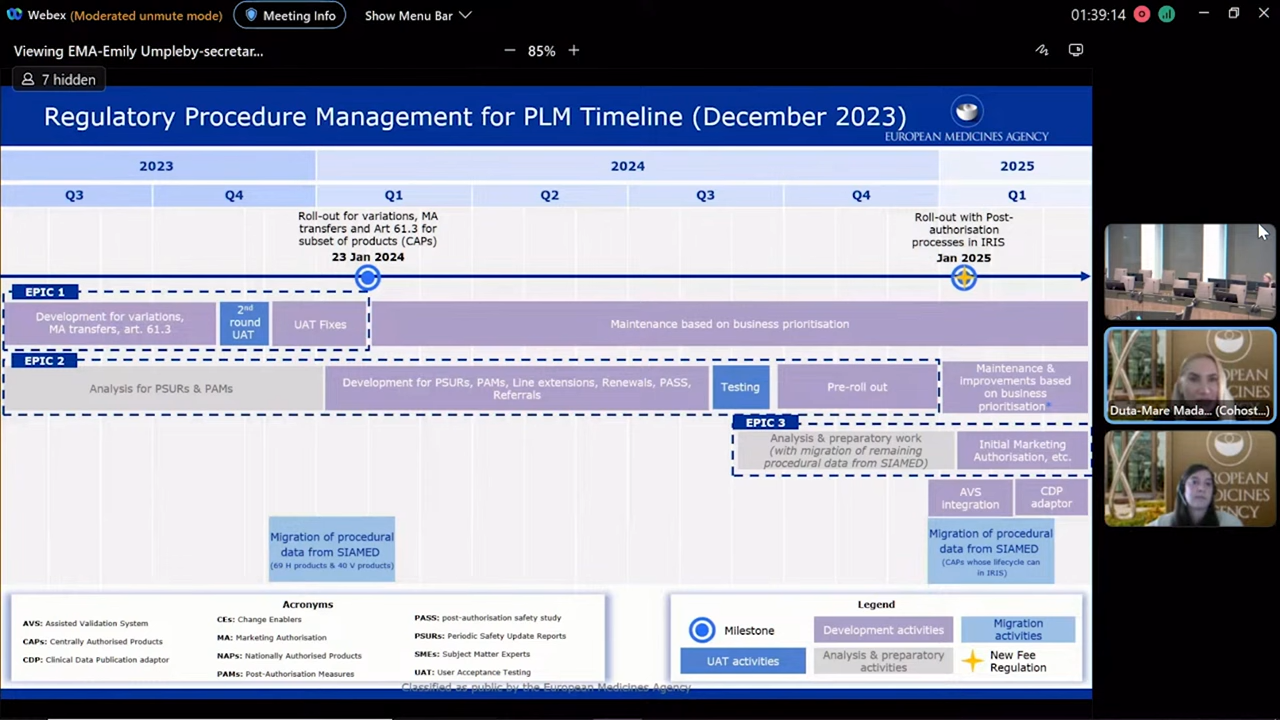 Webex (Moderated unmute mode) Meeting Info Show Menu Bar 01:39:14
Viewing EMA-Emily Umpleby-secretar... 85%
7 hidden
Regulatory Procedure Management for PLM Timeline (December 2023)
EUROPEAN MEDICINES AGENCY
2023 2024 2025
Q3 Q4 Q1 Q2 Q3 Q4 Q1
Roll-out for variations, MA
transfers and Art 61.3 for
subset of products (CAPs)
23 Jan 2024
Roll-out with Post-
authorisation
processes in IRIS
Jan 2025
EPIC 1
Development for variations,
MA transfers, art. 61.3
2nd
round
UAT
UAT Fixes
Maintenance based on business prioritisation
EPIC 2
Analysis for PSURs & PAMs
Development for PSURs, PAMs, Line extensions, Renewals, PASS,
Referrals
Testing
Pre-roll out
Maintenance &
Improvements based
on business
prioritisation*
EPIC 3
Analysis & preparatory work
(with migration of remaining
procedural data from SIAMED)
Initial Marketing
Authorisation, etc.
AVS
integration
CDP
adaptor
Migration of procedural
data from SIAMED
(69 H products & 40 V products)
Migration of procedural
data from SIAMED
(CAPs whose lifecycle can
in IRIS)
Duta-Mare Mada... (Cohost...)
Acronyms
AVS: Assisted Validation System
CAPs: Centrally Authorised Products
CDP: Clinical Data Publication adaptor
CEs: Change Enablers
MA: Marketing Authorisation
NAPs: Nationally Authorised Products
PAMs: Post-Authorisation Measures
PASS: post-authorisation safety study
PSURs: Periodic Safety Update Reports
SMEs: Subject Matter Experts
UAT: User Acceptance Testing
Legend
Milestone
Development activities
Migration
activities
UAT activities
Analysis & preparatory
activities
New Fee
Regulation
Classified as public by the European Medicines Agency